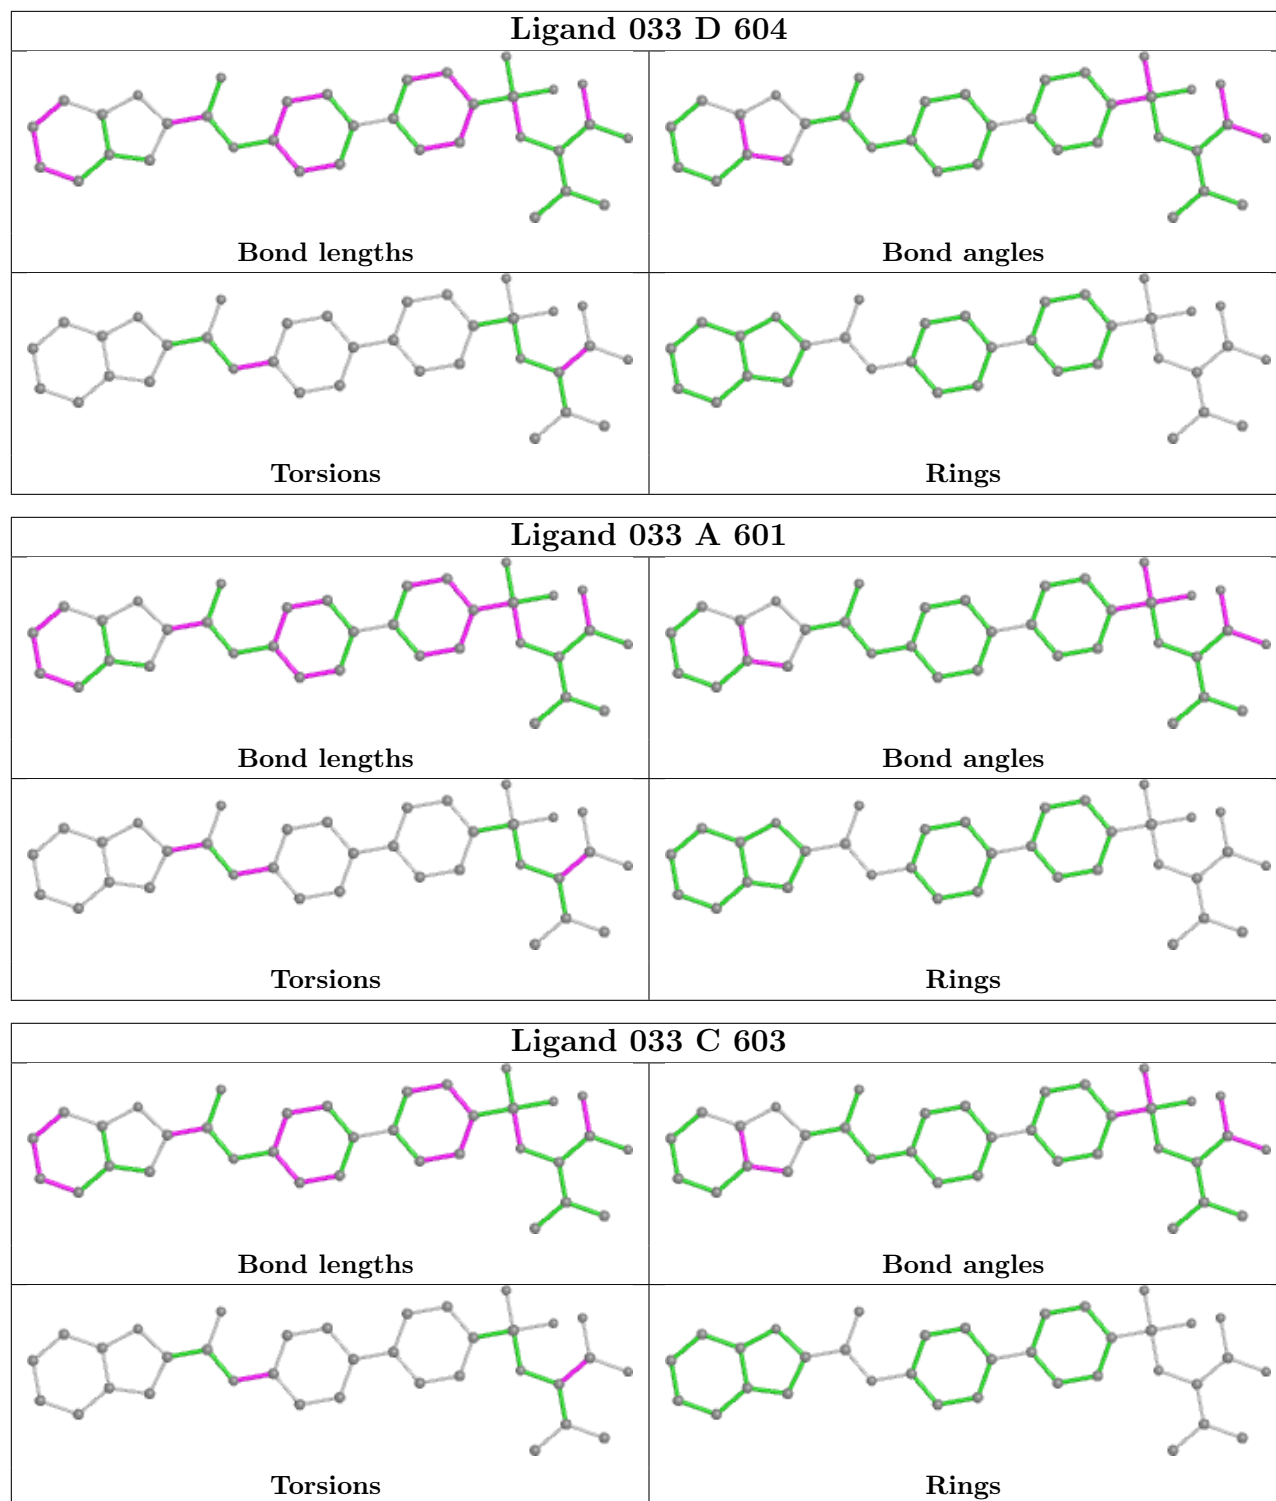 Ligand 033 D 604
Bond lengths
Bond angles
Torsions
Rings
Ligand 033 A 601
Bond lengths
Bond angles
Torsions
Rings
Ligand 033 C 603
Bond lengths
Bond angles
Torsions
Rings